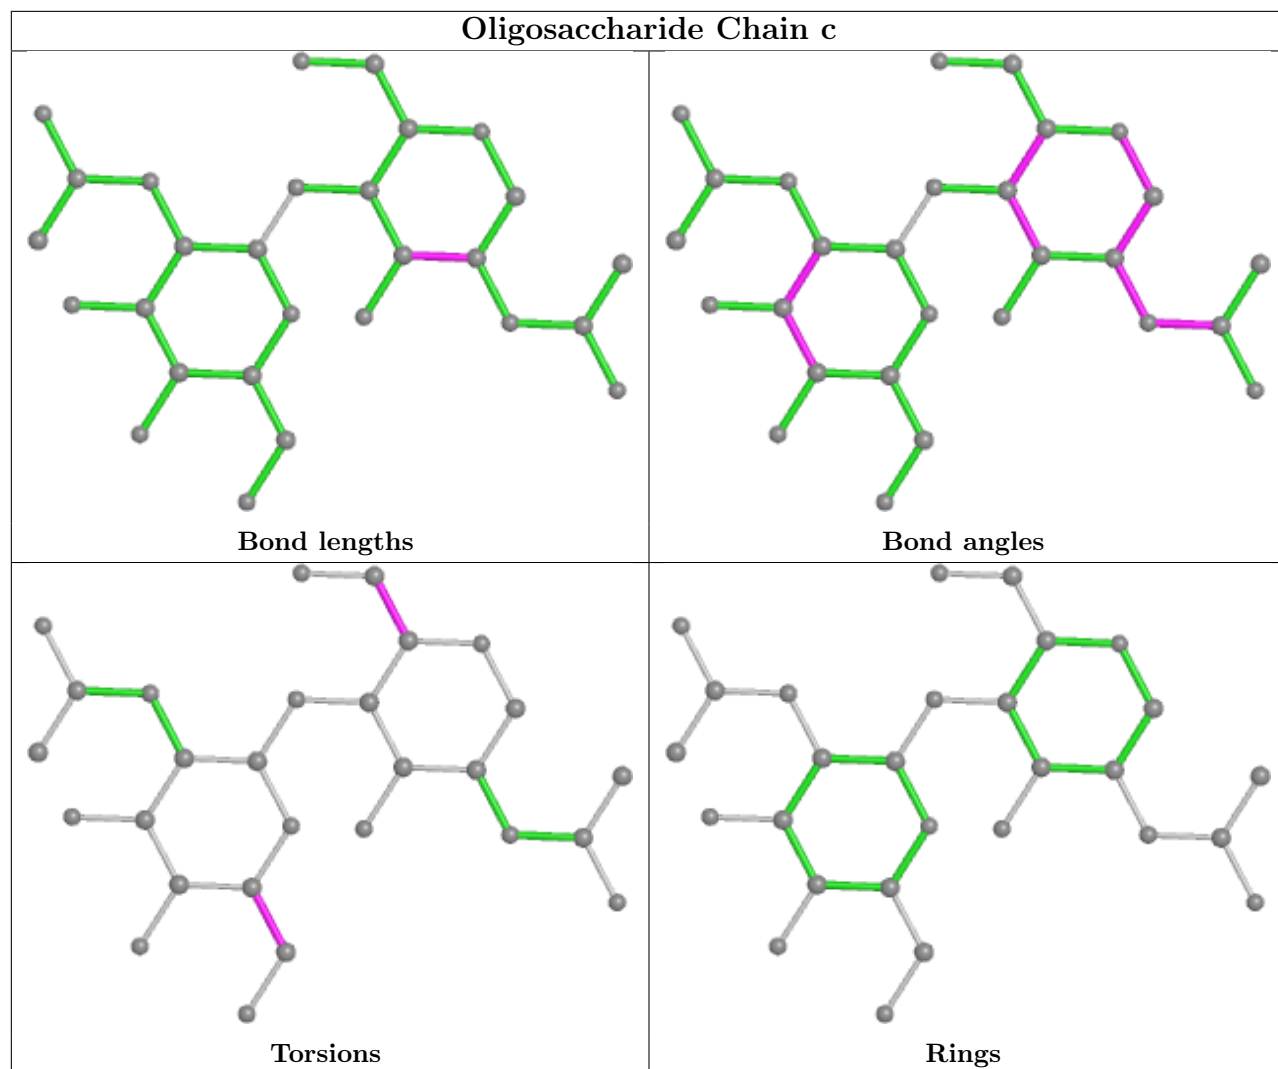 Oligosaccharide Chain c
Bond lengths
Bond angles
Torsions
Rings